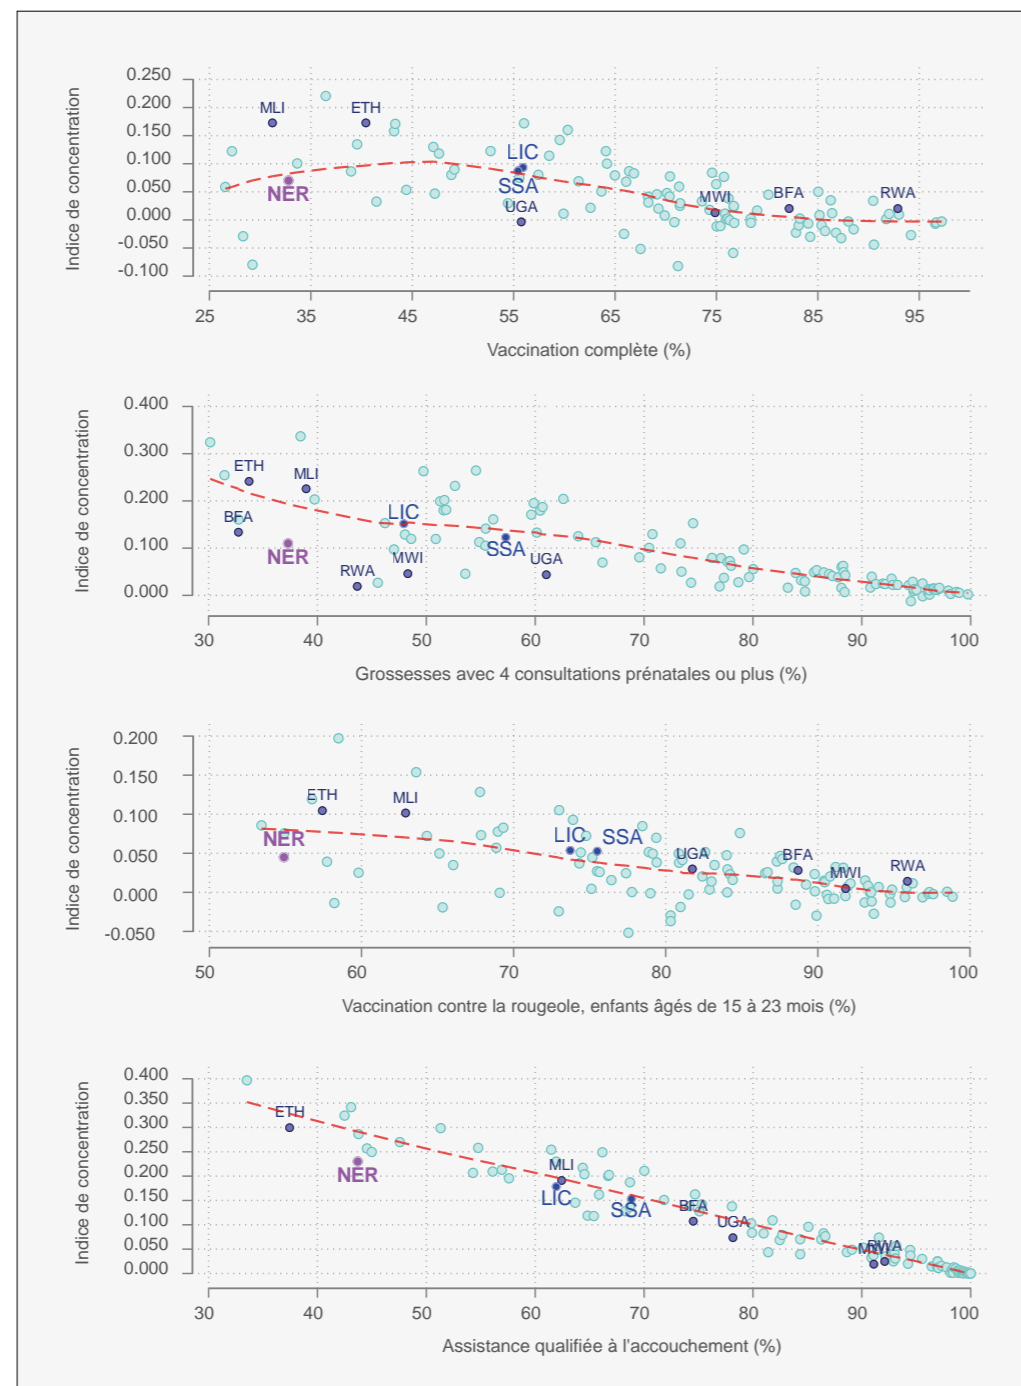 Indice de concentration
0.250
0.200
0.150
0.100
0.050
0.000
-0.050
-0.100
MLI
ETH
NER
LIC
SSA
UGA
MWI
BFA
RWA
25 35 45 55 65 75 85 95
Vaccination complète (%)
Indice de concentration
0.400
0.300
0.200
0.100
0.000
ETH
MLI
BFA
NER
LIC
RWA
MWI
SSA
UGA
30 40 50 60 70 80 90 100
Grossesses avec 4 consultations prénatales ou plus (%)
Indice de concentration
0.200
0.150
0.100
0.050
0.000
-0.050
ETH
MLI
NER
LIC
SSA
UGA
BFA
MWI
RWA
50 60 70 80 90 100
Vaccination contre la rougeole, enfants âgés de 15 à 23 mois (%)
Indice de concentration
0.400
0.350
0.300
0.250
0.200
0.150
0.100
0.050
0.000
ETH
NER
MLI
LIC
SSA
BFA
UGA
MWI
RWA
30 40 50 60 70 80 90 100
Assistance qualifiée à l'accouchement (%)